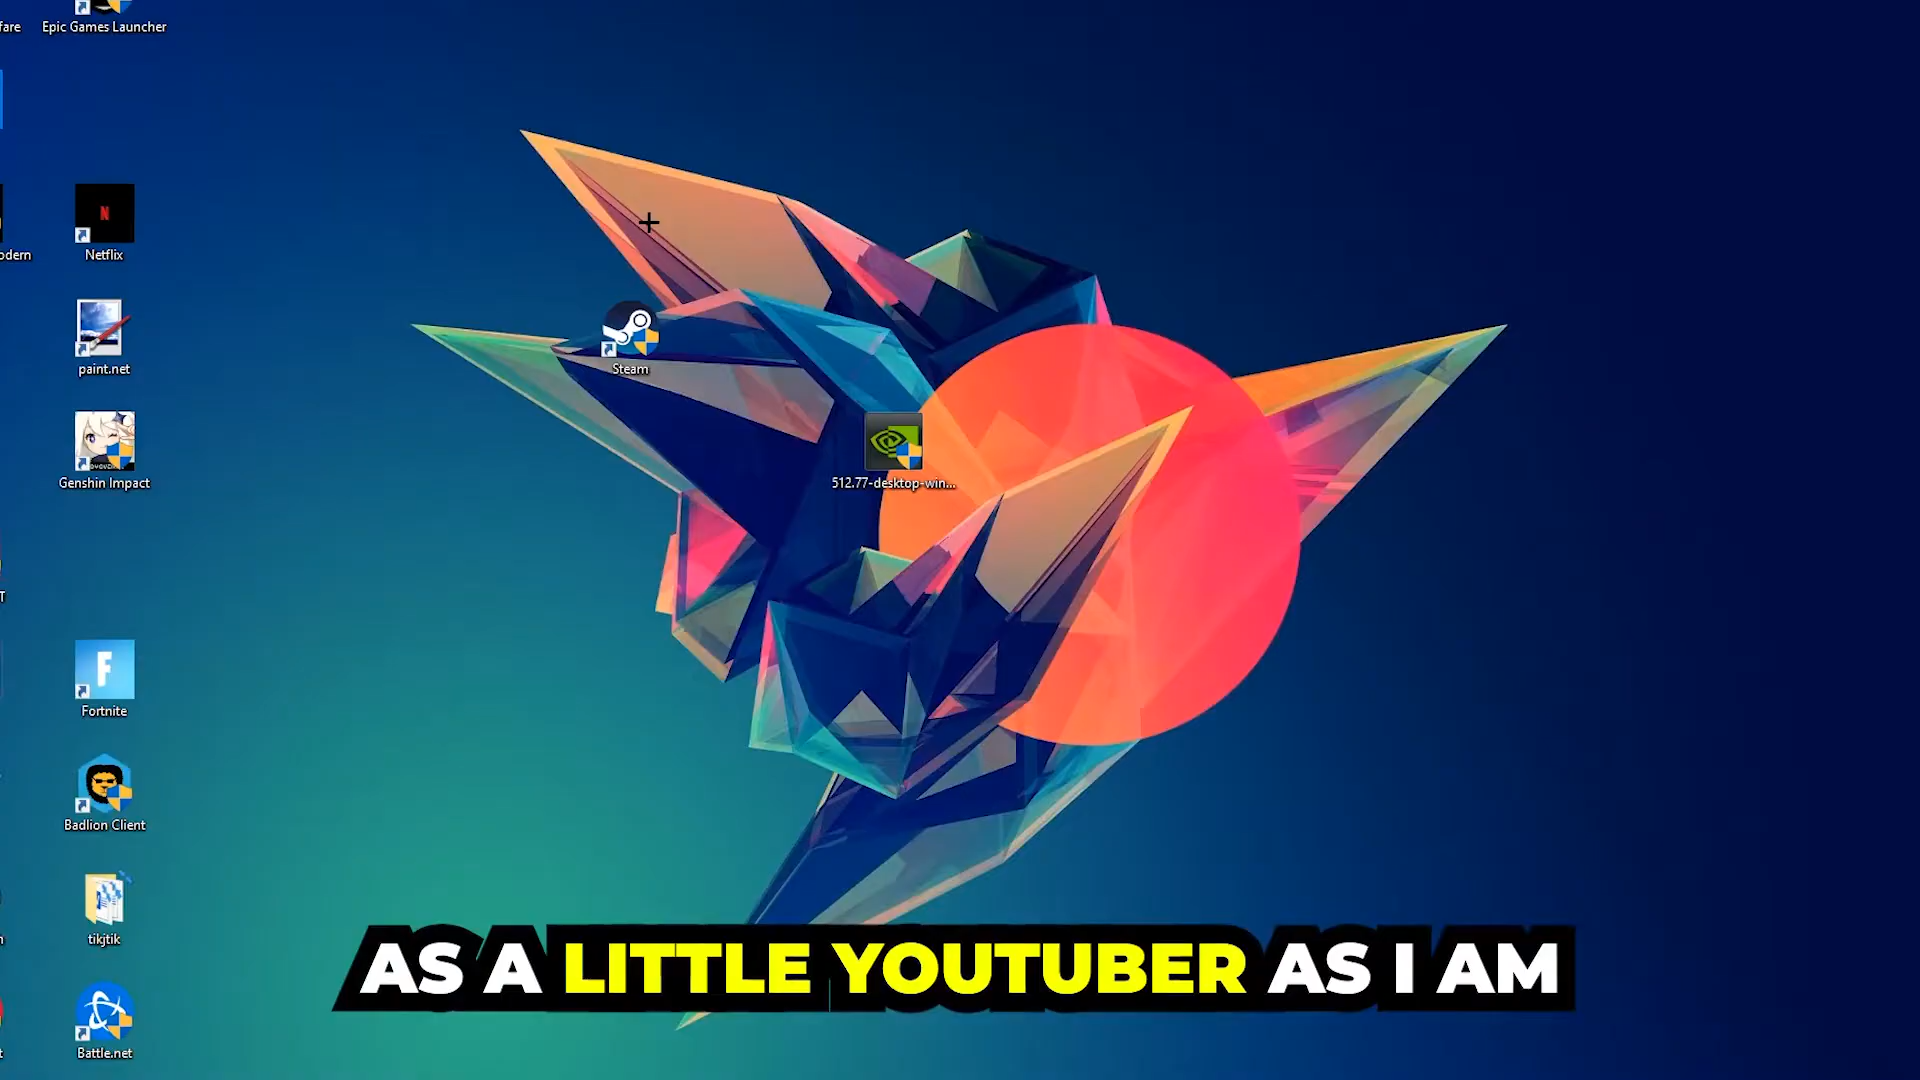 fare
Epic Games Launcher
odern
N
Netflix
paint.net
Steam
Genshin Impact
512.77-desktop-win...
T
F
Fortnite
Badlion Client
tikjtik
AS A LITTLE YOUTUBER AS I AM
t
Battle.net